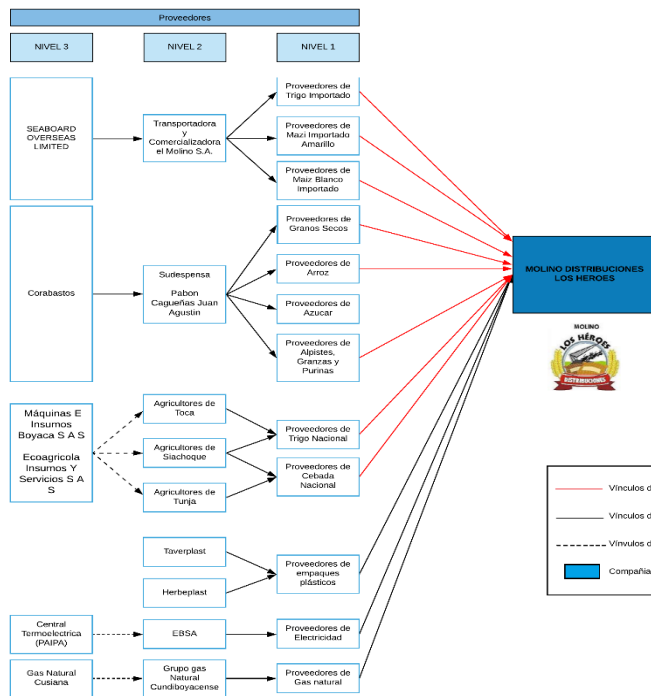 Proveedores
NIVEL 3
NIVEL 2
NIVEL 1
SEABOARD
OVERSEAS
LIMITED
Transportadora
y
Comercializadora
el Molino S.A.
Proveedores de
Trigo Importado
Proveedores de
Mazi Importado
Amarillo
Proveedores de
Maiz Blanco
Importado
Corabastos
Sudespensa
Pabon
Cagueñas Juan
Agustin
Proveedores de
Granos Secos
Proveedores de
Arroz
Proveedores de
Azucar
Proveedores de
Alpistes,
Granzas y
Purinas
MOLINO DISTRIBUCIONES
LOS HEROES
MOLINO
LOS HÉROES
DISTRIBUCIONES
Máquinas E
Insumos
Boyaca S A S
Ecoagricola
Insumos Y
Servicios S A
S
Agricultores de
Toca
Agricultores de
Siachoque
Agricultores de
Tunja
Proveedores de
Trigo Nacional
Proveedores de
Cebada
Nacional
Taverplast
Herbeplast
Proveedores de
empaques
plásticos
Central
Termoelectrica
(PAIPA)
EBSA
Proveedores de
Electricidad
Gas Natural
Cusiana
Grupo gas
Natural
Cundiboyacense
Proveedores de
Gas natural
Vínculos d
Vínculos d
Vínvulos d
Compañia